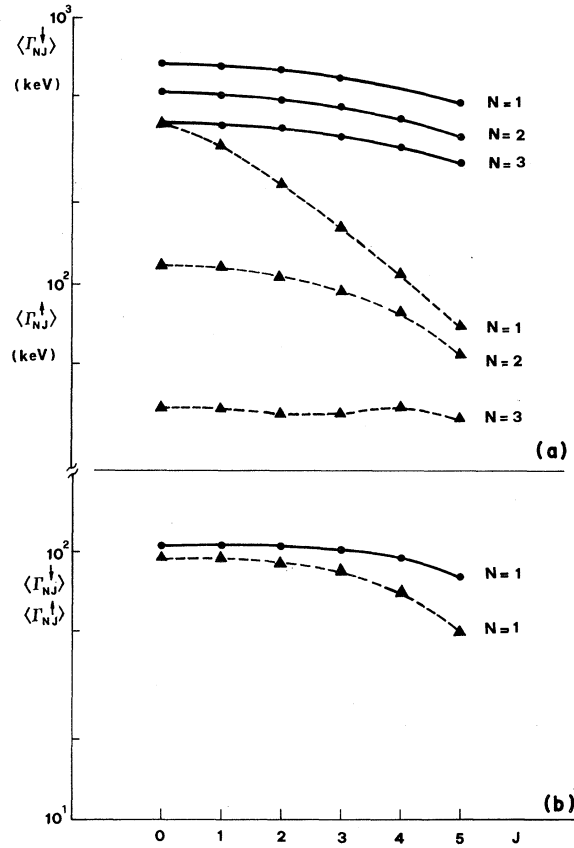 10³
⟨Γ↓NJ⟩
(keV)
N=1
N=2
N=3
10²
⟨Γ↑NJ⟩
(keV)
N=1
N=2
N=3
(a)
10²
⟨Γ↓NJ⟩
⟨Γ↑NJ⟩
N=1
N=1
(b)
10¹
0 1 2 3 4 5 J